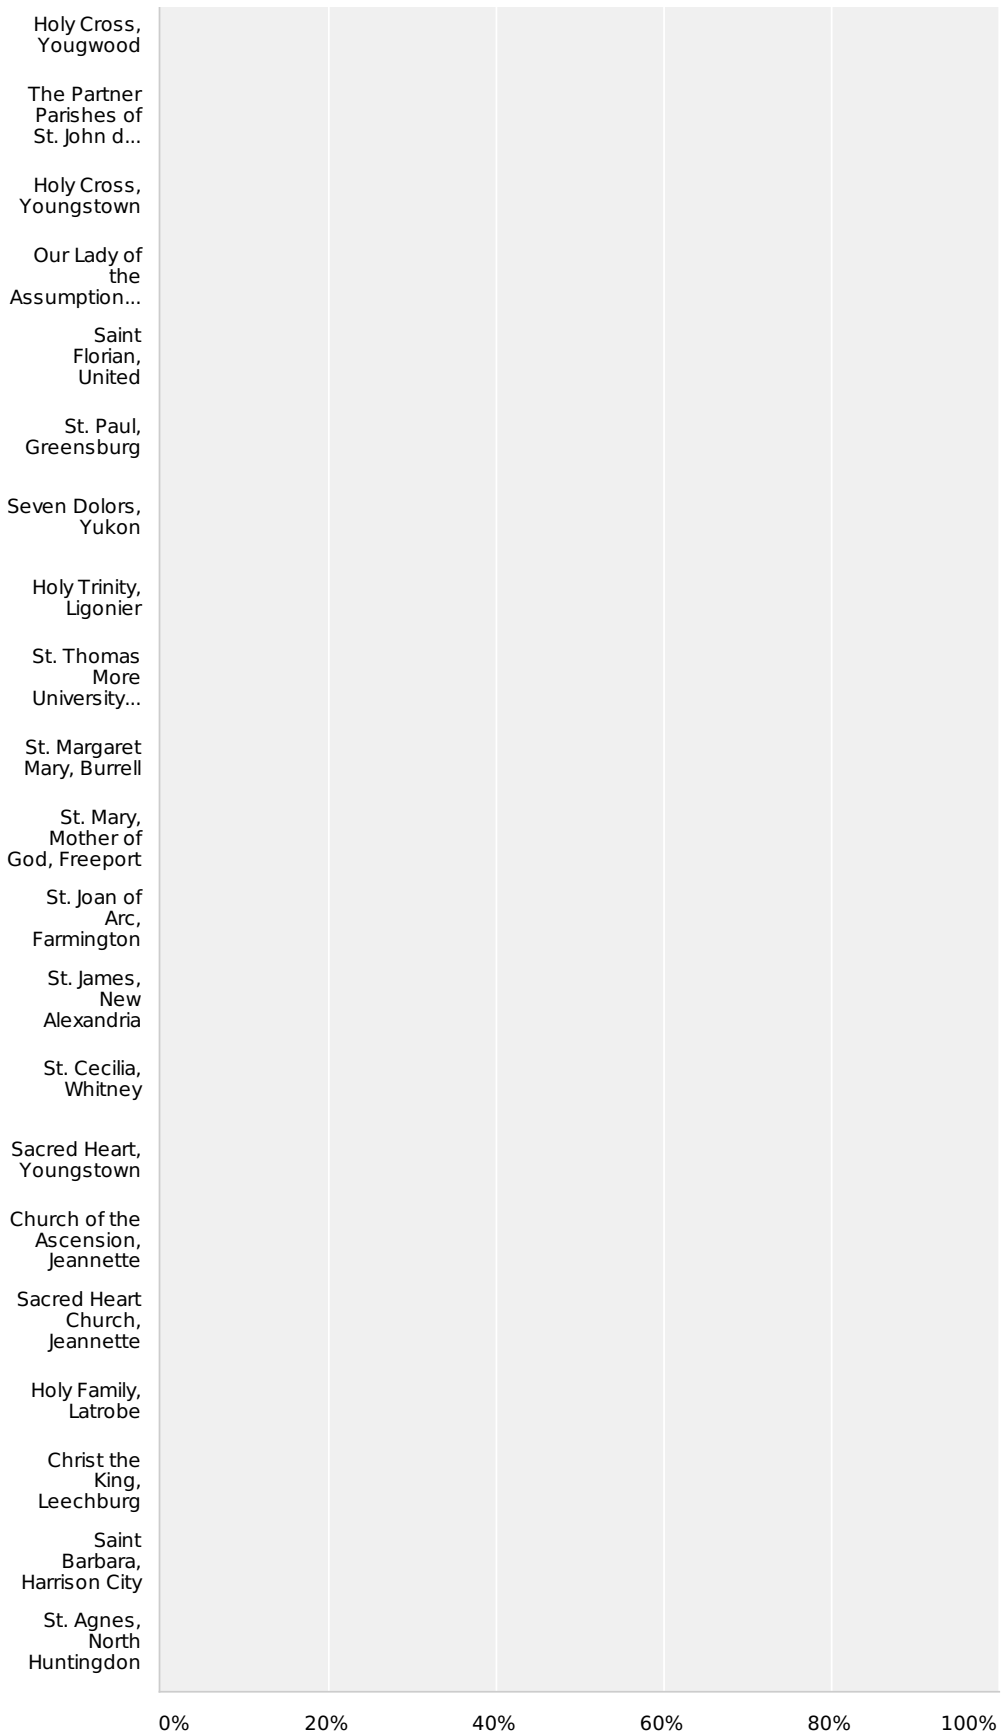 Holy Cross,
Yougwood
The Partner
Parishes of
St. John d...
Holy Cross,
Youngstown
Our Lady of
the
Assumption...
Saint
Florian,
United
St. Paul,
Greensburg
Seven Dolors,
Yukon
Holy Trinity,
Ligonier
St. Thomas
More
University...
St. Margaret
Mary, Burrell
St. Mary,
Mother of
God, Freeport
St. Joan of
Arc,
Farmington
St. James,
New
Alexandria
St. Cecilia,
Whitney
Sacred Heart,
Youngstown
Church of the
Ascension,
Jeannette
Sacred Heart
Church,
Jeannette
Holy Family,
Latrobe
Christ the
King,
Leechburg
Saint
Barbara,
Harrison City
St. Agnes,
North
Huntingdon
0% 20% 40% 60% 80% 100%